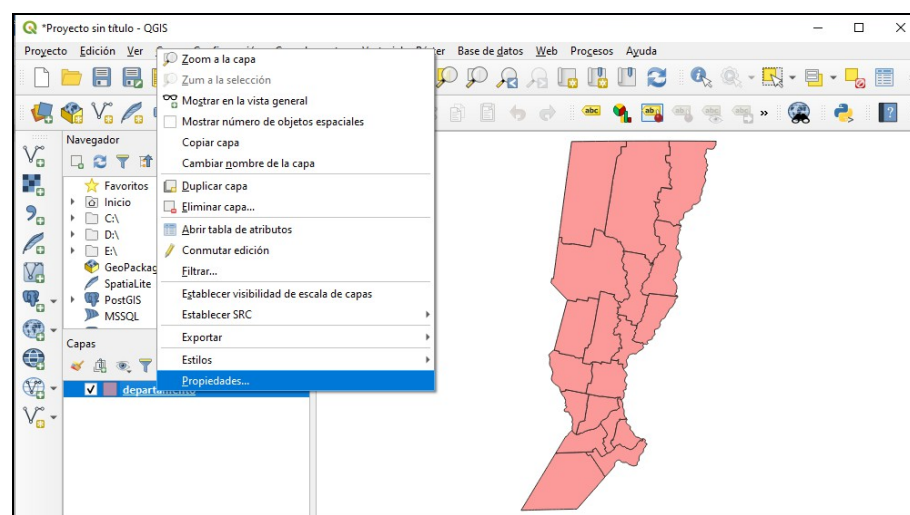 *Proyecto sin título - QGIS
Proyecto Edición Ver Base de datos Web Procesos Ayuda
Zoom a la capa
Zum a la selección
Mostrar en la vista general
Mostrar número de objetos espaciales
Copiar capa
Cambiar nombre de la capa
Duplicar capa
Eliminar capa...
Abrir tabla de atributos
Conmutar edición
Filtrar...
Establecer visibilidad de escala de capas
Establecer SRC
Exportar
Estilos
Propiedades...
abc
abc
Navegador
Favoritos
Inicio
C:\
D:\
E:\
GeoPackag
SpatiaLite
PostGIS
MSSQL
Capas
departamento